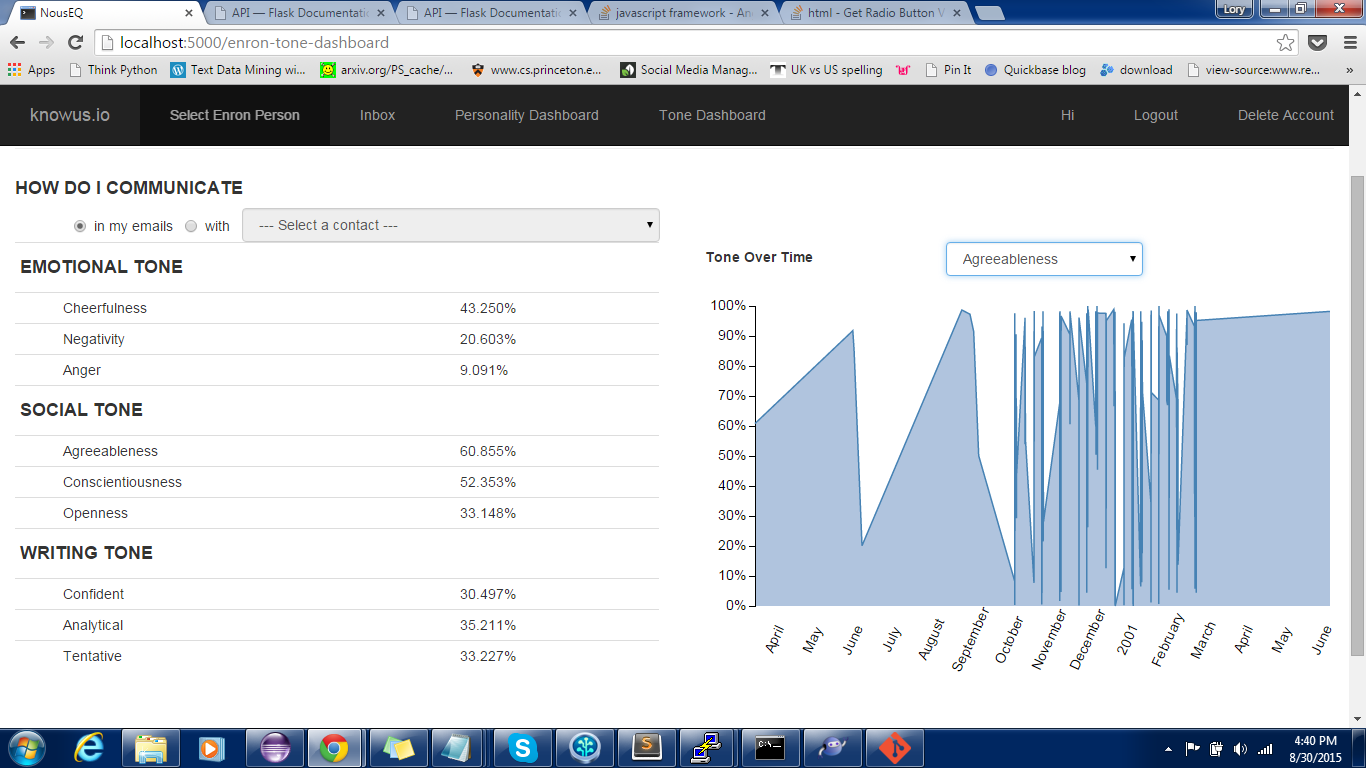 NousEQ
API — Flask Documentatic
API — Flask Documentatic
javascript framework - An
html - Get Radio Button V
Lory
localhost:5000/enron-tone-dashboard
Apps Think Python Text Data Mining wi... arxiv.org/PS_cache/... www.cs.princeton.e... Social Media Manag... UK vs US spelling Pin It Quickbase blog download view-source:www.re... »
knowus.io Select Enron Person Inbox Personality Dashboard Tone Dashboard Hi Logout Delete Account
HOW DO I COMMUNICATE
in my emails with --- Select a contact ---
EMOTIONAL TONE
Cheerfulness 43.250%
Negativity 20.603%
Anger 9.091%
SOCIAL TONE
Agreeableness 60.855%
Conscientiousness 52.353%
Openness 33.148%
WRITING TONE
Confident 30.497%
Analytical 35.211%
Tentative 33.227%
Tone Over Time Agreeableness
100%
90%
80%
70%
60%
50%
40%
30%
20%
10%
0%
April May June July August September October November December 2001 February March April May June
C:\
4:40 PM
8/30/2015